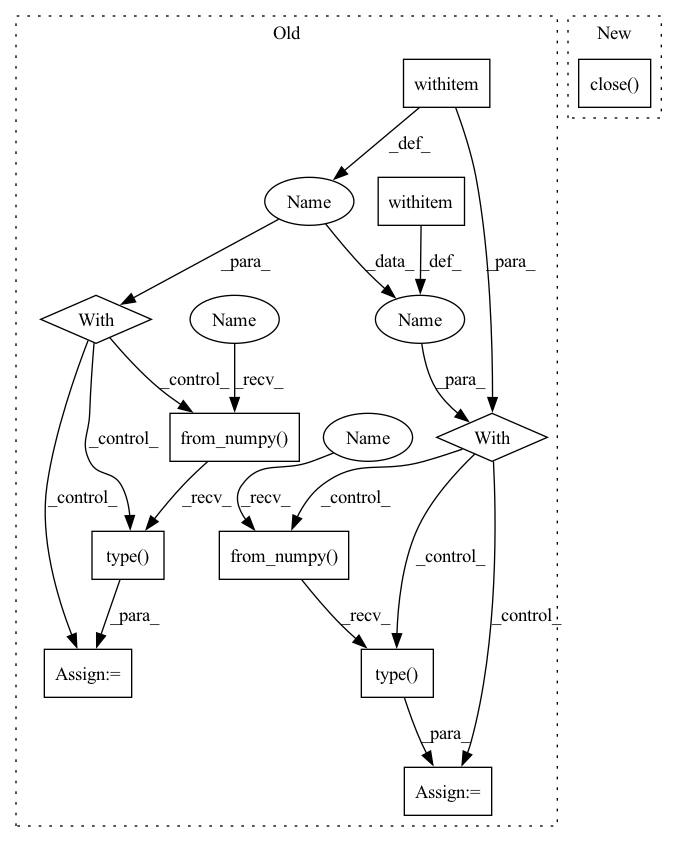 Old
New
withitem
close()
_def_
Name
withitem
_para_
_data_
_def_
_para_
With
Name
Name
_control_
_recv_
_para_
from_numpy()
Name
With
_control_
_control_
_recv_
_recv_
_control_
type()
from_numpy()
_control_
_para_
_recv_
_control_
Assign:=
type()
_para_
Assign:=